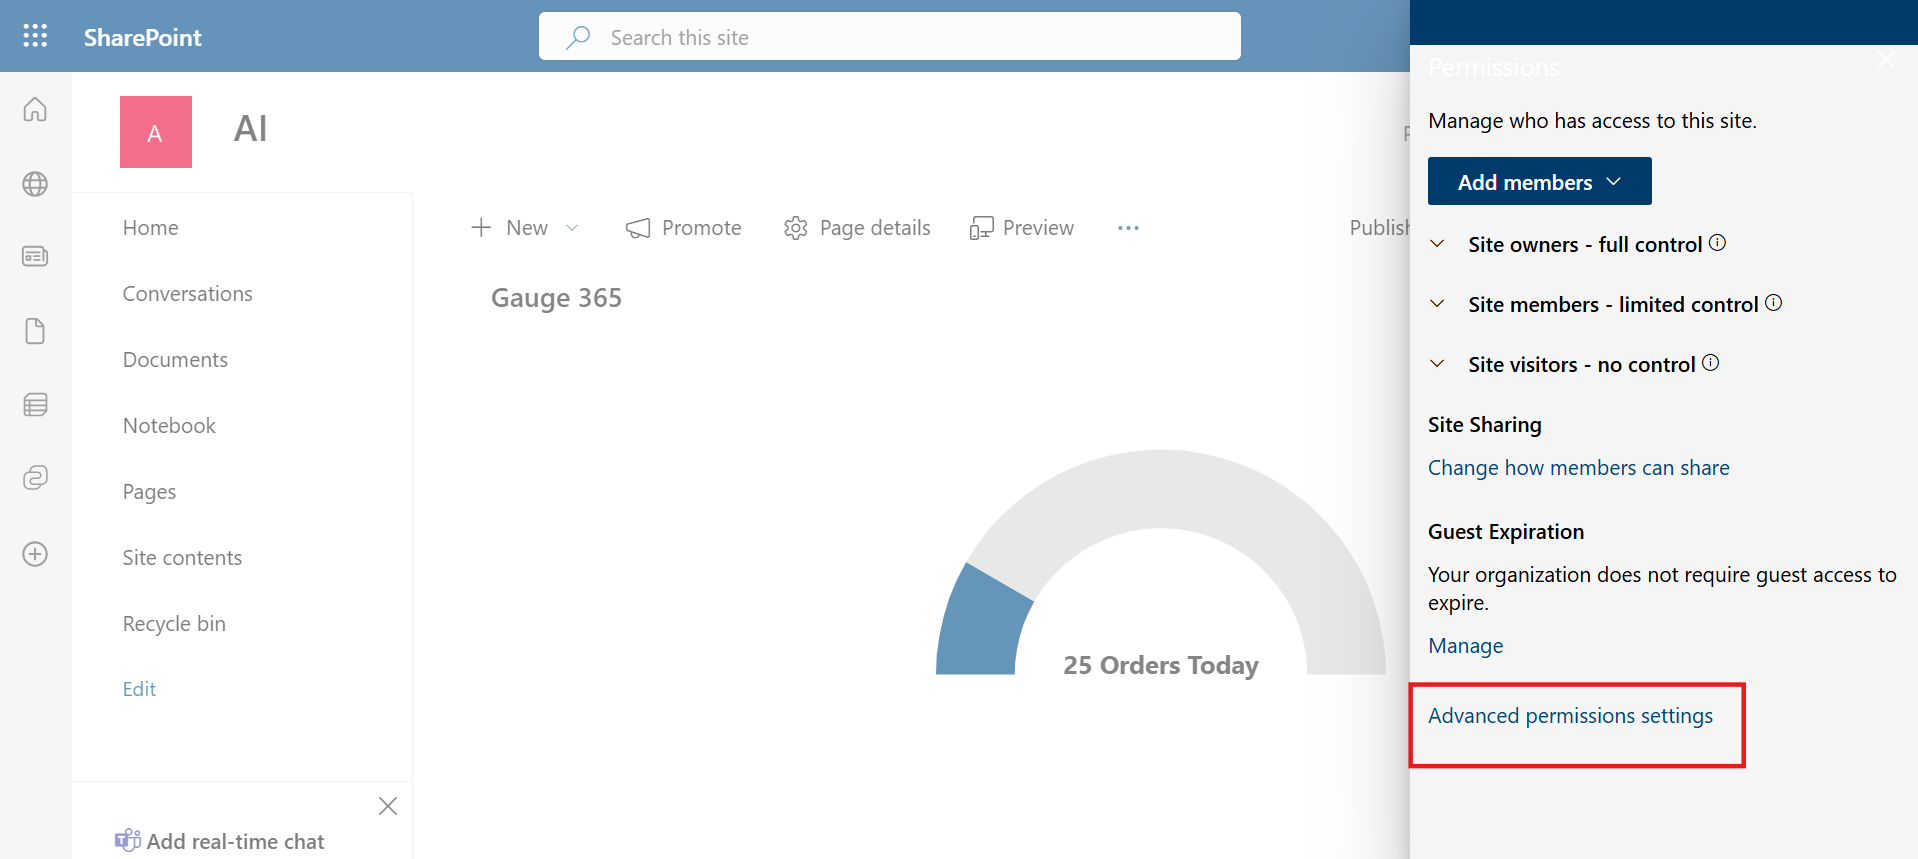 SharePoint
Search this site
A
AI
Home
Conversations
Documents
Notebook
Pages
Site contents
Recycle bin
Edit
Add real-time chat
New
Promote
Page details
Preview
Publish
Gauge 365
25 Orders Today
Permissions
Manage who has access to this site.
Add members
Site owners - full control
Site members - limited control
Site visitors - no control
Site Sharing
Change how members can share
Guest Expiration
Your organization does not require guest access to
expire.
Manage
Advanced permissions settings